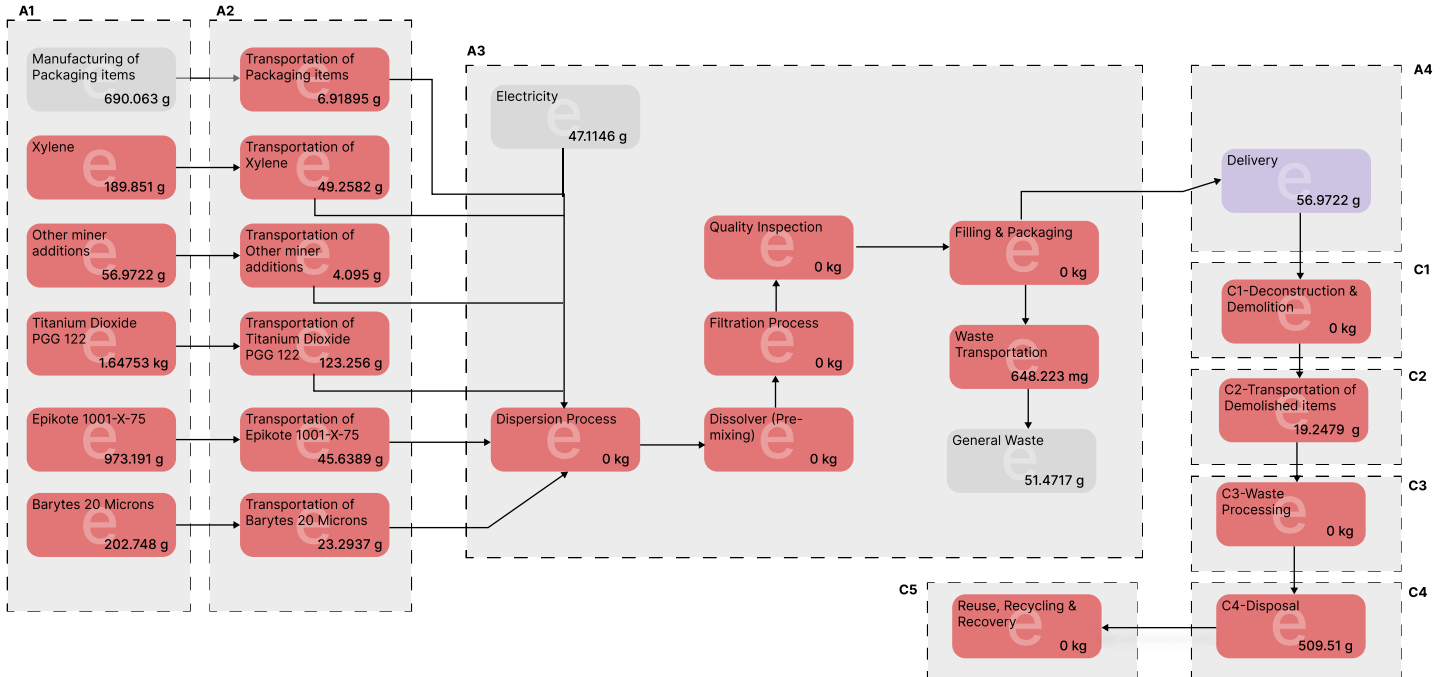 A1
Manufacturing of
Packaging items
690.063 g
Xylene
189.851 g
Other miner
additions
56.9722 g
Titanium Dioxide
PGG 122
1.64753 kg
Epikote 1001-X-75
973.191 g
Barytes 20 Microns
202.748 g
A2
Transportation of
Packaging items
6.91895 g
Transportation of
Xylene
49.2582 g
Transportation of
Other miner
additions
4.095 g
Transportation of
Titanium Dioxide
PGG 122
123.256 g
Transportation of
Epikote 1001-X-75
45.6389 g
Transportation of
Barytes 20 Microns
23.2937 g
A3
Electricity
47.1146 g
Dispersion Process
0 kg
Dissolver (Pre-
mixing)
0 kg
Filtration Process
0 kg
Quality Inspection
0 kg
Filling & Packaging
0 kg
Waste
Transportation
648.223 mg
General Waste
51.4717 g
A4
Delivery
56.9722 g
C1
C1-Deconstruction &
Demolition
0 kg
C2
C2-Transportation of
Demolished items
19.2479 g
C3
C3-Waste
Processing
0 kg
C4
C4-Disposal
509.51 g
C5
Reuse, Recycling &
Recovery
0 kg